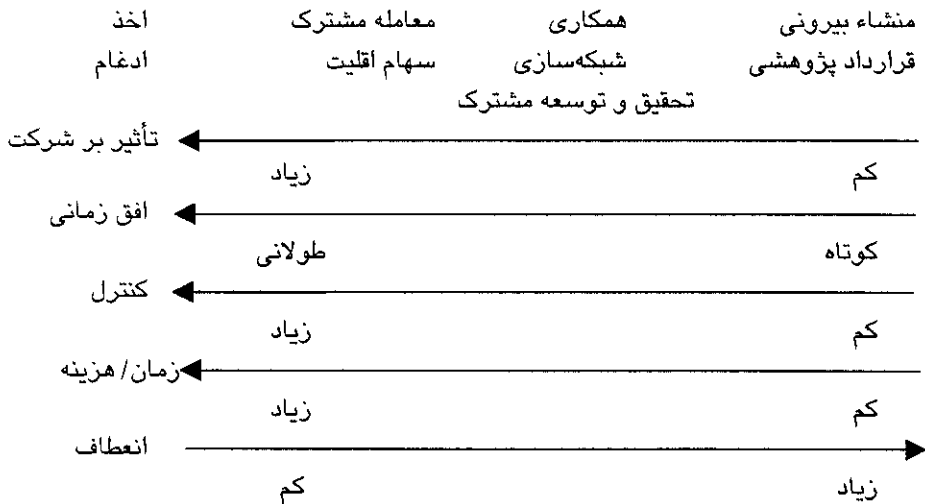 منشاء بیرونی همکاری معامله مشترک اخذ
قرارداد پژوهشی شبکه‌سازی سهام اقلیت ادغام
تحقیق و توسعه مشترک
تأثیر بر شرکت
کم زیاد
افق زمانی
کوتاه طولانی
کنترل
کم زیاد
زمان/ هزینه
کم زیاد
انعطاف
زیاد کم